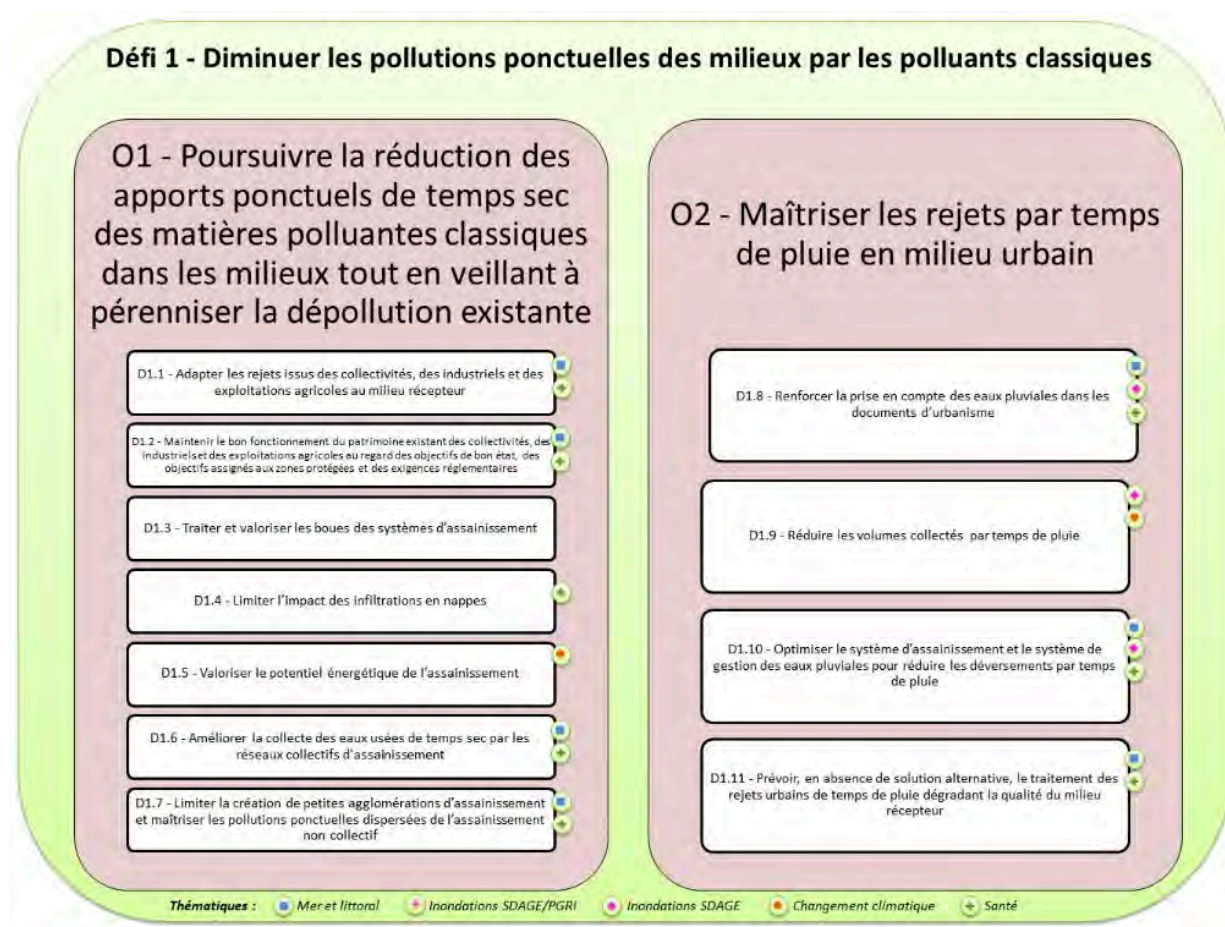 Défi 1 - Diminuer les pollutions ponctuelles des milieux par les polluants classiques
O1 - Poursuivre la réduction des
apports ponctuels de temps sec
des matières polluantes classiques
dans les milieux tout en veillant à
pérenniser la dépollution existante
D1.1 - Adapter les rejets issus des collectivités, des industriels et des
exploitations agricoles au milieu récepteur
D1.2 - Maintenir le bon fonctionnement du patrimoine existant des collectivités, des
industriels et des exploitations agricoles au regard des objectifs de bon état, des
objectifs assignés aux zones protégées et des exigences réglementaires
D1.3 - Traiter et valoriser les boues des systèmes d'assainissement
D1.4 - Limiter l'impact des infiltrations en nappes
D1.5 - Valoriser le potentiel énergétique de l'assainissement
D1.6 - Améliorer la collecte des eaux usées de temps sec par les
réseaux collectifs d'assainissement
D1.7 - Limiter la création de petites agglomérations d'assainissement
et maîtriser les pollutions ponctuelles dispersées de l'assainissement
non collectif
O2 - Maîtriser les rejets par temps
de pluie en milieu urbain
D1.8 - Renforcer la prise en compte des eaux pluviales dans les
documents d'urbanisme
D1.9 - Réduire les volumes collectés par temps de pluie
D1.10 - Optimiser le système d'assainissement et le système de
gestion des eaux pluviales pour réduire les déversements par temps
de pluie
D1.11 - Prévoir, en absence de solution alternative, le traitement des
rejets urbains de temps de pluie dégradant la qualité du milieu
récepteur
Thématiques : Mer et littoral Inondations SDAGE/PGRI Inondations SDAGE Changement climatique Santé